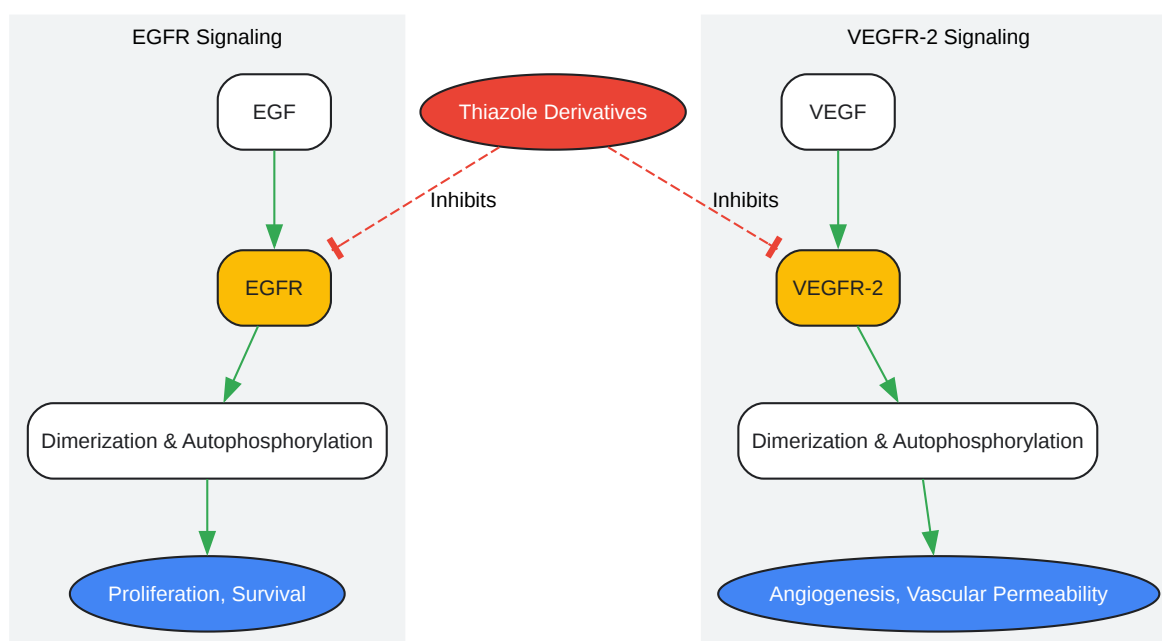 EGFR Signaling
VEGFR-2 Signaling
EGF
Thiazole Derivatives
VEGF
Inhibits
Inhibits
EGFR
VEGFR-2
Dimerization & Autophosphorylation
Dimerization & Autophosphorylation
Proliferation, Survival
Angiogenesis, Vascular Permeability